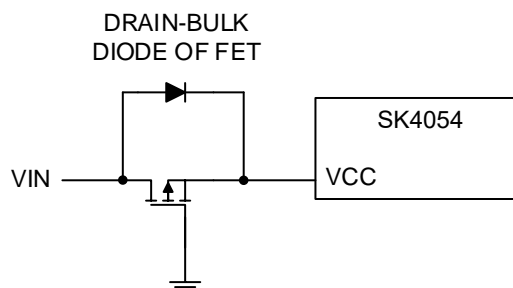 DRAIN-BULK
DIODE OF FET
SK4054
VIN
VCC